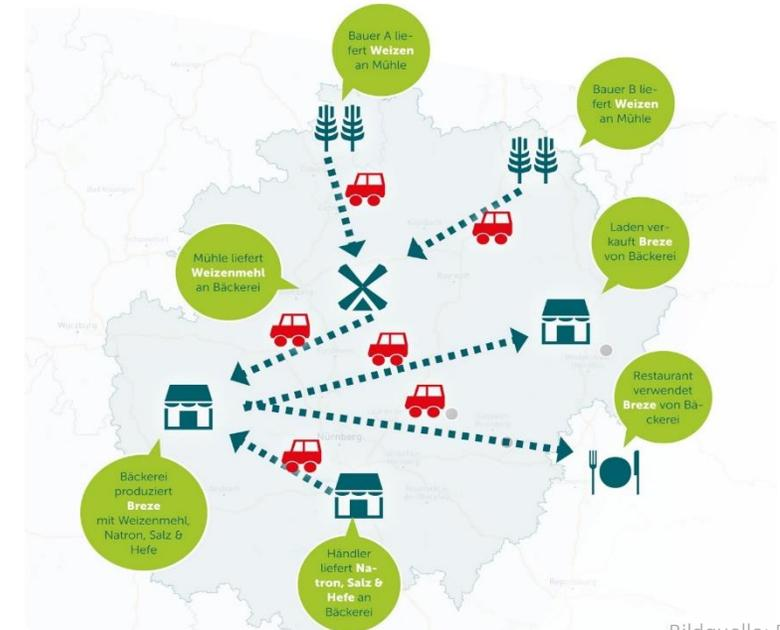 Bauer A lie-
fert Weizen
an Mühle
Bauer B lie-
fert Weizen
an Mühle
Laden ver-
kauft Breze
von Bäckerei
Mühle liefert
Weizenmehl
an Bäckerei
Restaurant
verwendet
Breze von Bä-
ckerei
Nürnberg
Bäckerei
produziert
Breze
mit Weizenmehl,
Natron, Salz &
Hefe
Händler
liefert Na-
tron, Salz &
Hefe an
Bäckerei
Würzburg
Regensburg